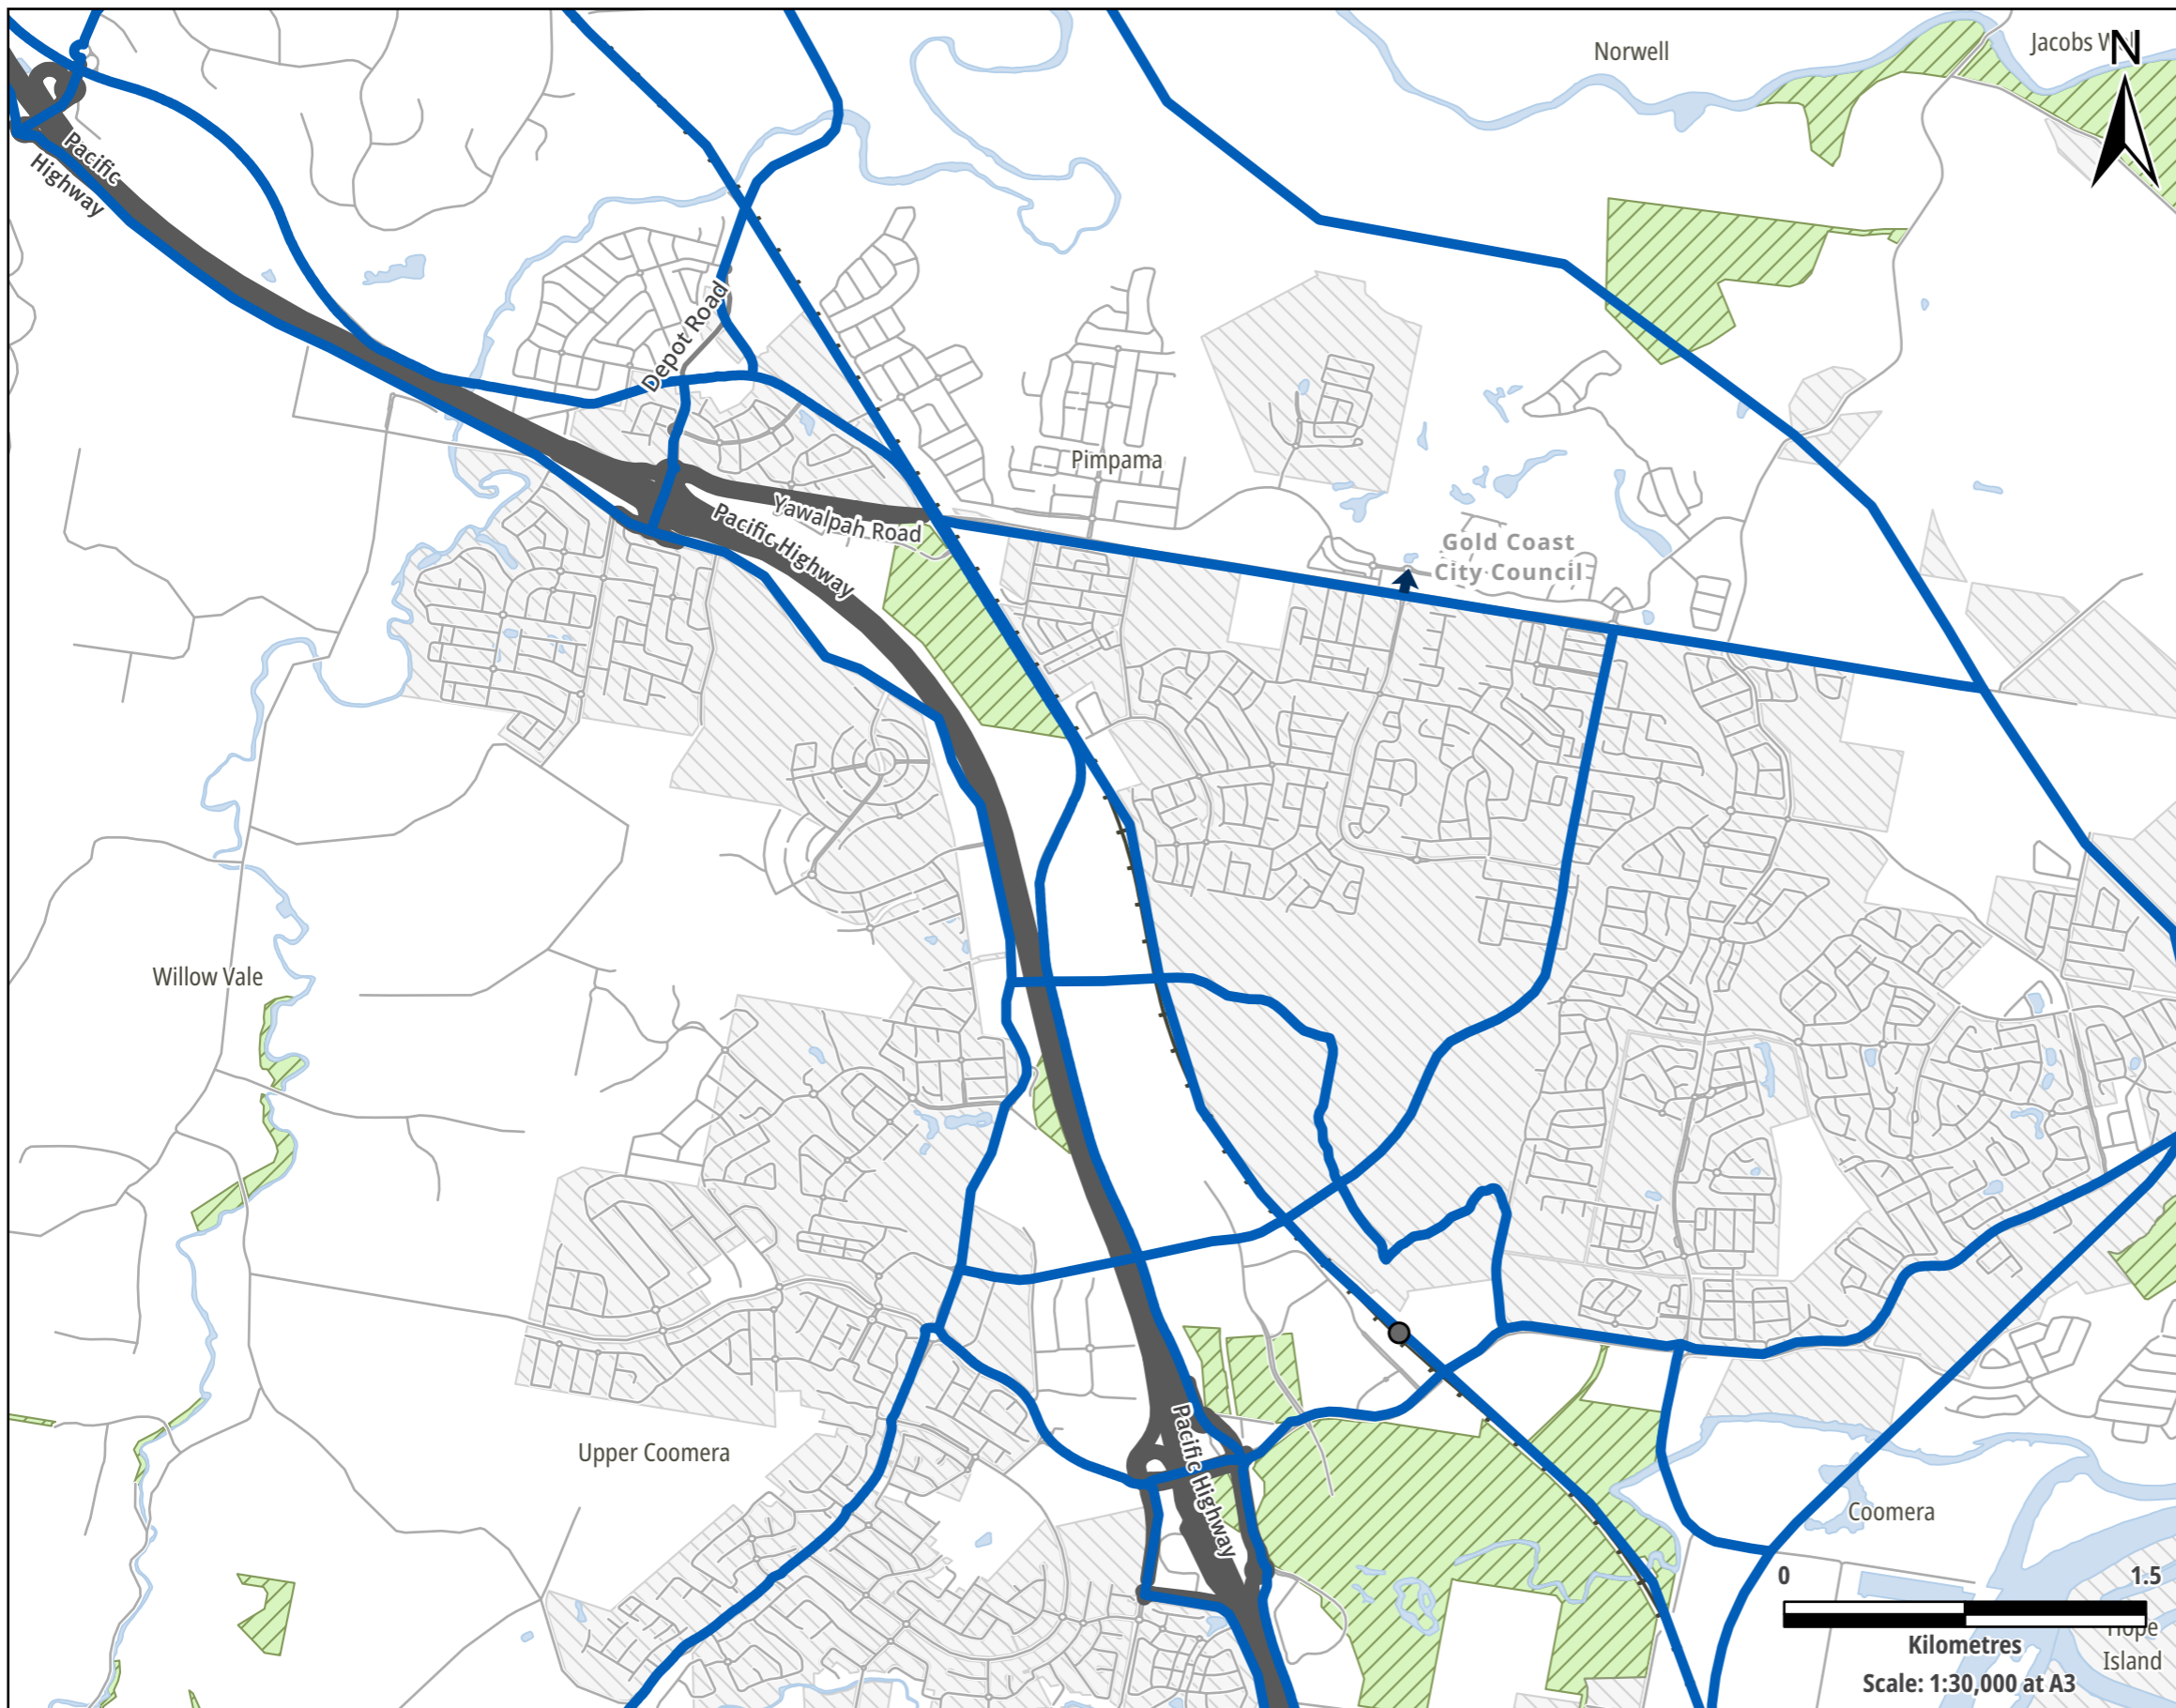 Norwell
Jacobs
N
Pacific
Highway
Depot Road
Pimpama
Yawalpah Road
Pacific Highway
Gold Coast
City Council
Willow Vale
Upper Coomera
Pacific Highway
Coomera
0 1.5
Hope
Island
Kilometres
Scale: 1:30,000 at A3